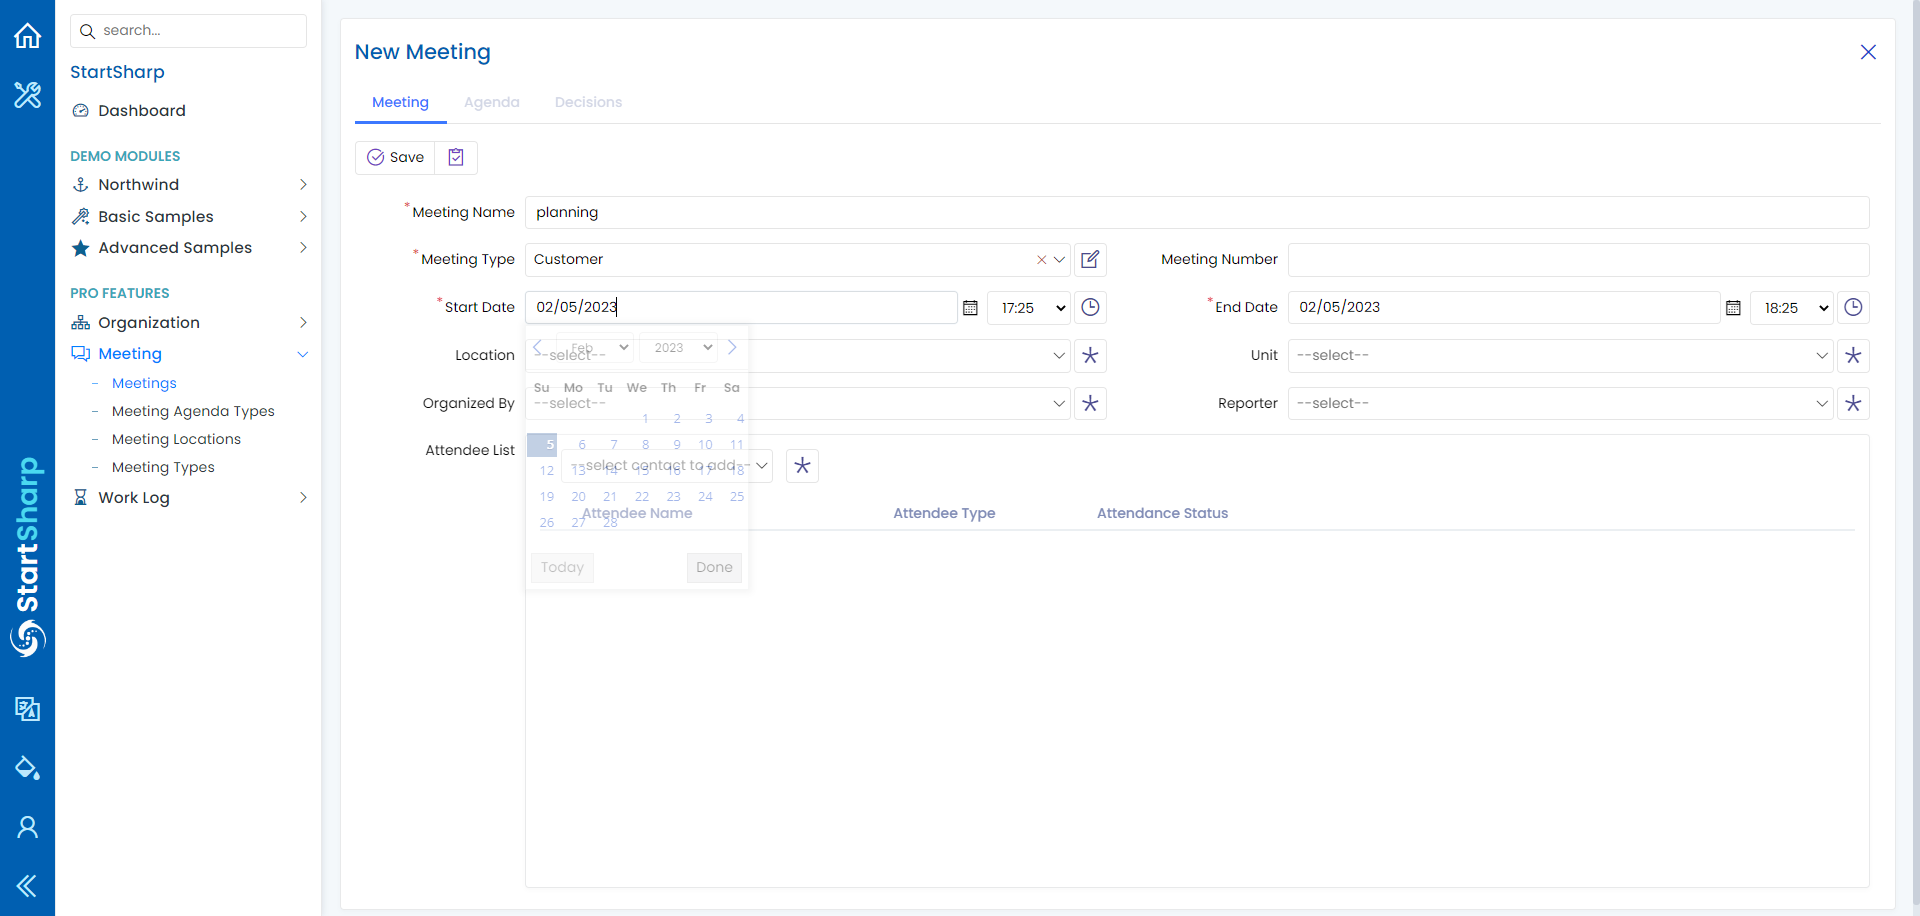 search...
StartSharp
Dashboard
DEMO MODULES
Northwind
Basic Samples
Advanced Samples
PRO FEATURES
Organization
Meeting
- Meetings
- Meeting Agenda Types
- Meeting Locations
- Meeting Types
Work Log
StartSharp
New Meeting
Meeting Agenda Decisions
Save
*Meeting Name planning
*Meeting Type Customer Meeting Number
*Start Date 02/05/2023 17:25 *End Date 02/05/2023 18:25
Feb 2023
Location --select-- Unit --select--
Su Mo Tu We Th Fr Sa
Organized By --select-- Reporter --select--
1 2 3 4
5 6 7 8 9 10 11
Attendee List
12 13 14 15 16 17 18
--select contact to add--
19 20 21 22 23 24 25
Attendee Name Attendee Type Attendance Status
26 27 28
Today Done